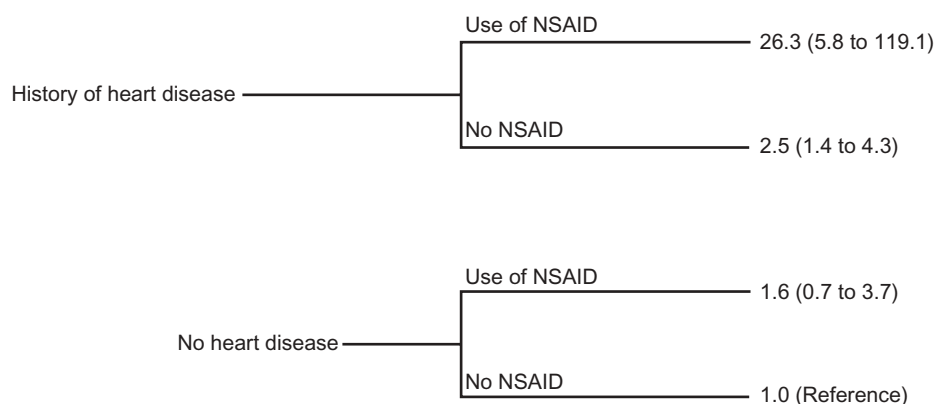 Use of NSAID
26.3 (5.8 to 119.1)
History of heart disease
No NSAID
2.5 (1.4 to 4.3)
Use of NSAID
1.6 (0.7 to 3.7)
No heart disease
No NSAID
1.0 (Reference)